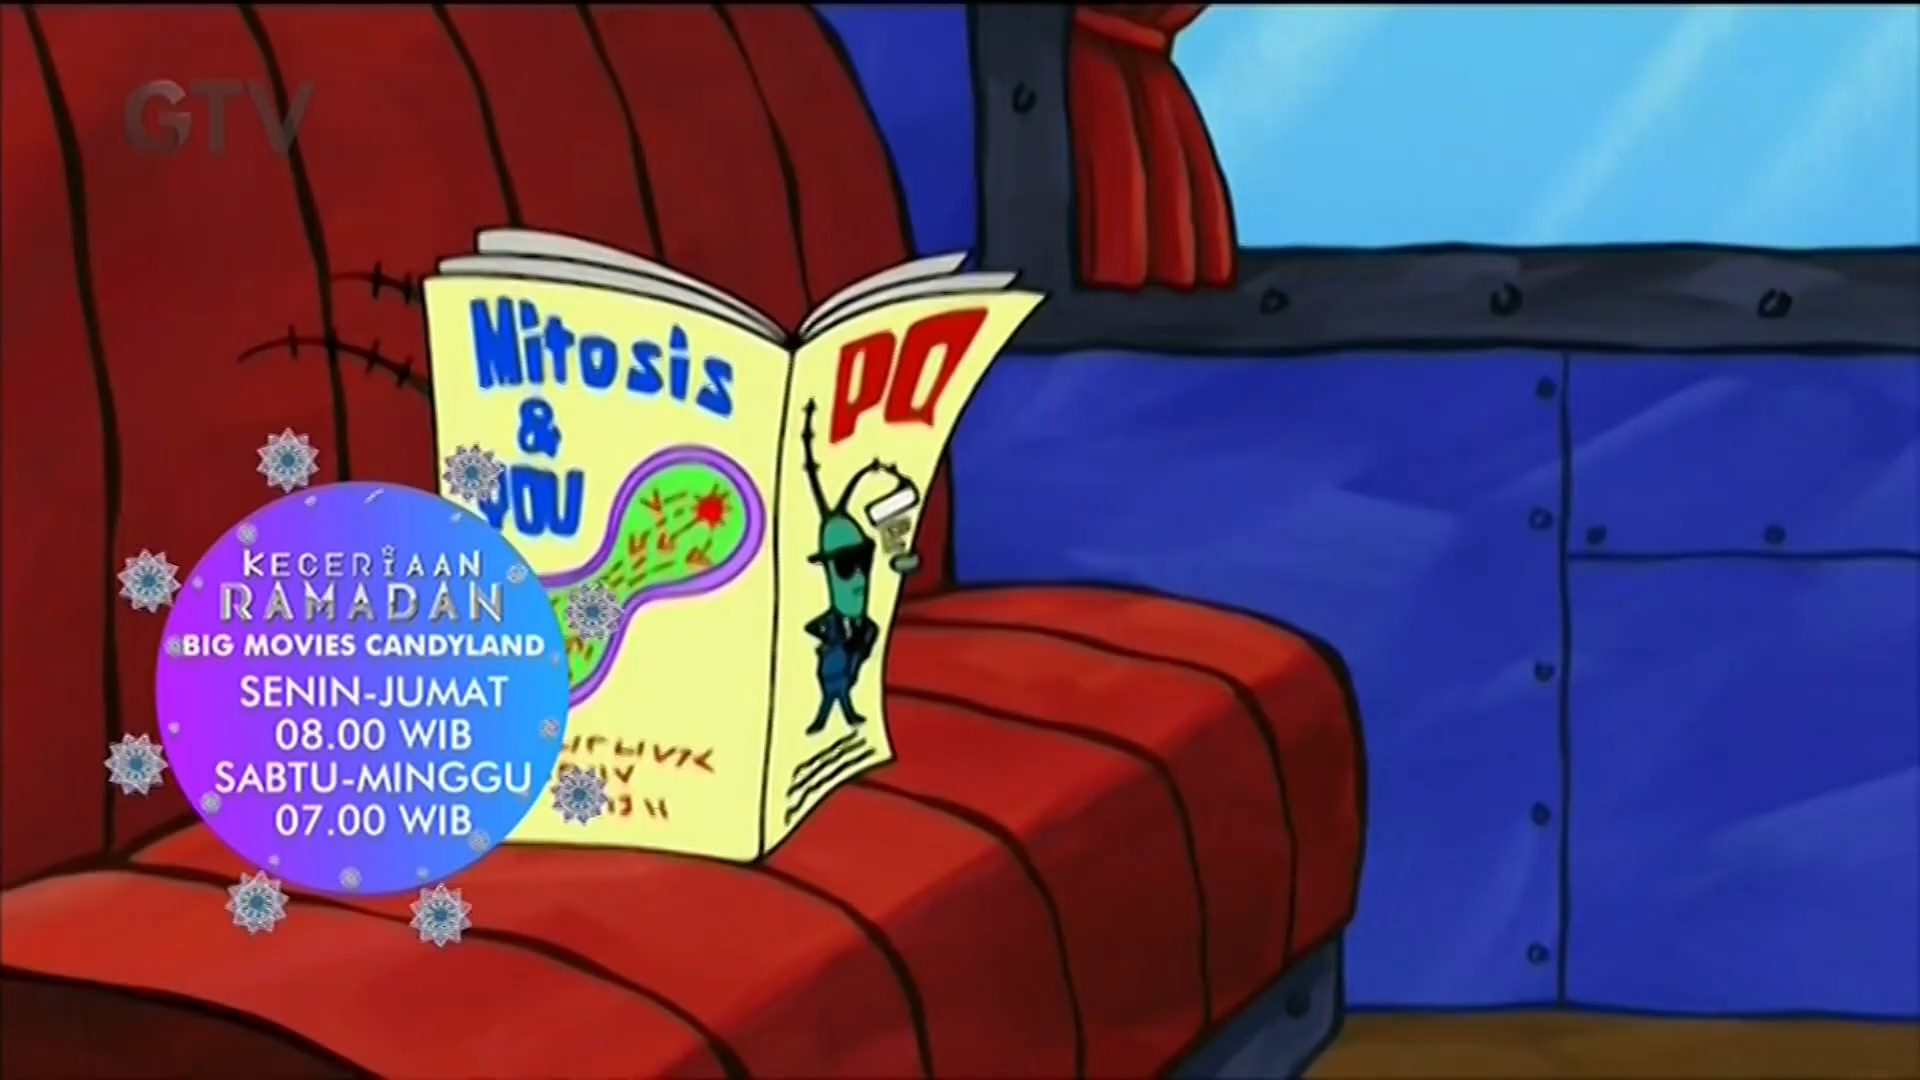 GTV
Mitosis
&
YOU
PQ
KECERIAAN
RAMADAN
BIG MOVIES CANDYLAND
SENIN-JUMAT
08.00 WIB
SABTU-MINGGU
07.00 WIB